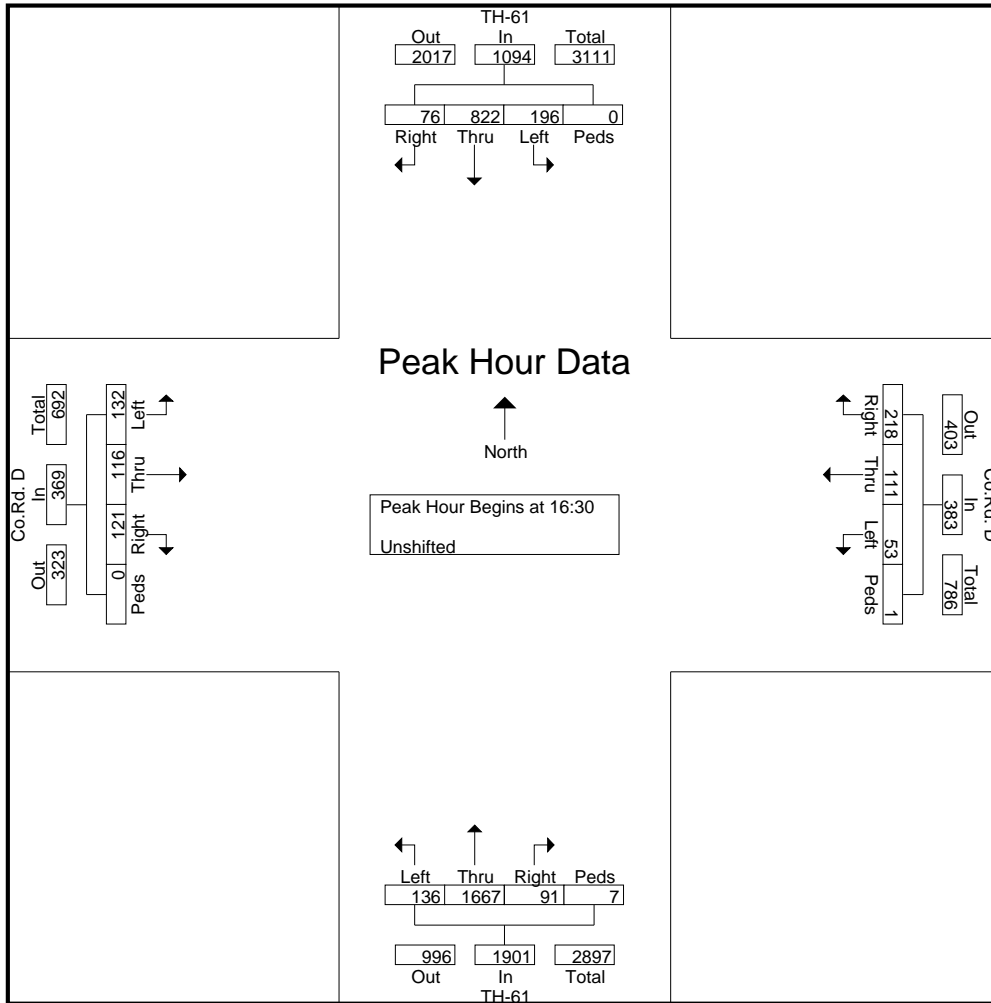 TH-61
Out In Total
2017 1094 3111
76 822 196 0
Right Thru Left Peds
Peak Hour Data
North
Peak Hour Begins at 16:30
Unshifted
Co.Rd. D
Total In Out
692 369 323
132 116 121 0
Left Thru Right Peds
Co.Rd. D
Out In Total
403 383 786
218 111 53 1
Right Thru Left Peds
Left Thru Right Peds
136 1667 91 7
996 1901 2897
Out In Total
TH-61